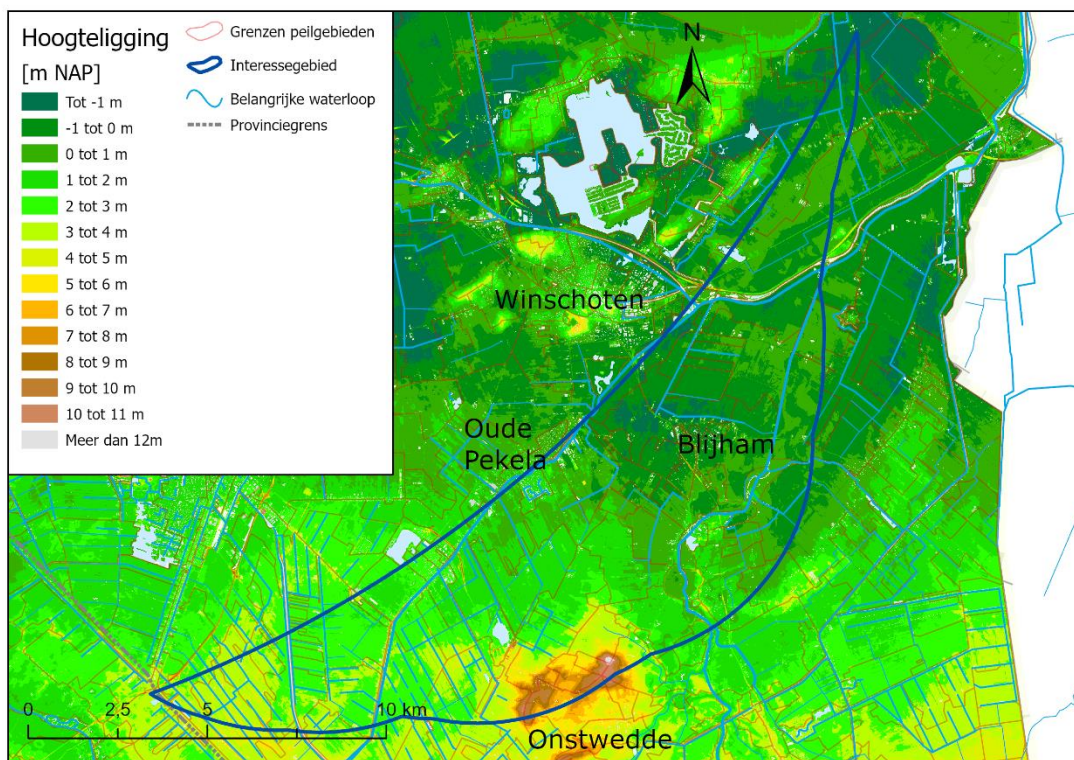 Hoogteligging
[m NAP]
Tot -1 m
-1 tot 0 m
0 tot 1 m
1 tot 2 m
2 tot 3 m
3 tot 4 m
4 tot 5 m
5 tot 6 m
6 tot 7 m
7 tot 8 m
8 tot 9 m
9 tot 10 m
10 tot 11 m
Meer dan 12m
Grenzen peilgebieden
Interessegebied
Belangrijke waterloop
Provinciegrens
N
Winschoten
Oude
Pekela
Blijham
Onstwedde
0 2,5 5 10 km